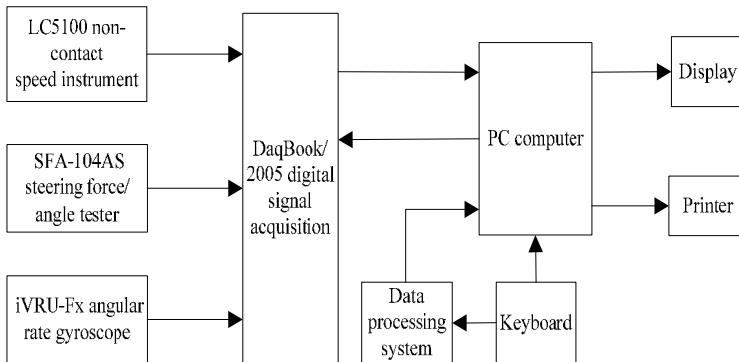 LC5100 non-
contact
speed instrument
SFA-104AS
steering force/
angle tester
iVRU-Fx angular
rate gyroscope
DaqBook/
2005 digital
signal
acquisition
PC computer
Display
Printer
Data
processing
system
Keyboard